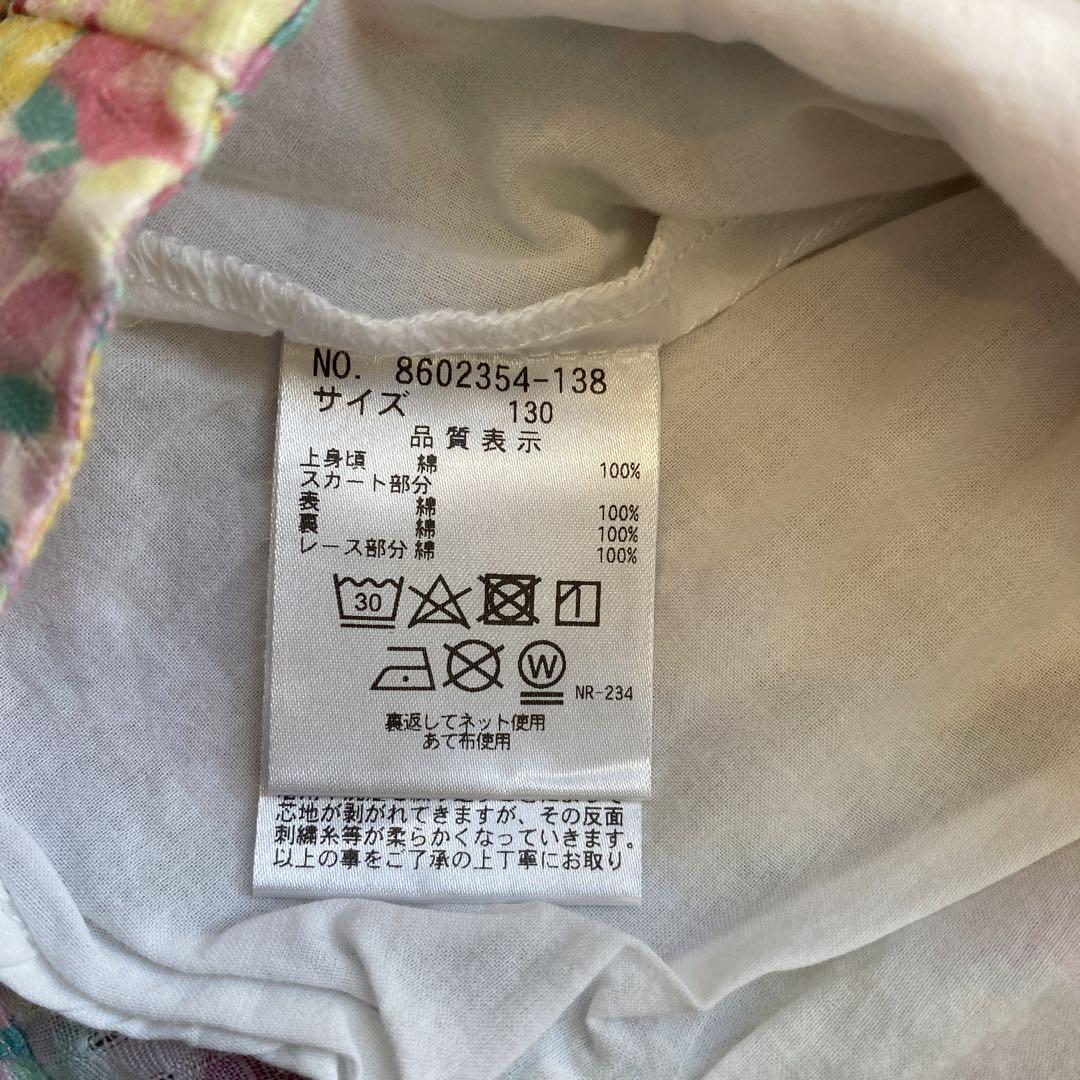 NO. 8602354-138
サイズ 130
品質表示
上身頃 綿 100%
スカート部分
表 綿 100%
裏 綿 100%
レース部分 綿 100%
30
W NR-234
裏返してネット使用
あて布使用
芯地が剥がれてきますが、その反面
刺繍糸等が柔らかくなっていきます。
以上の事をご了承の上丁寧にお取り